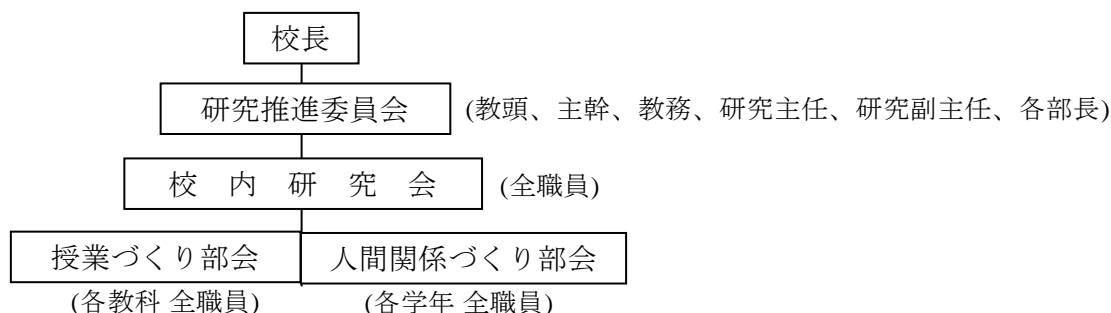 校長
研究推進委員会 (教頭、主幹、教務、研究主任、研究副主任、各部長)
校 内 研 究 会 (全職員)
授業づくり部会 人間関係づくり部会
(各教科 全職員) (各学年 全職員)